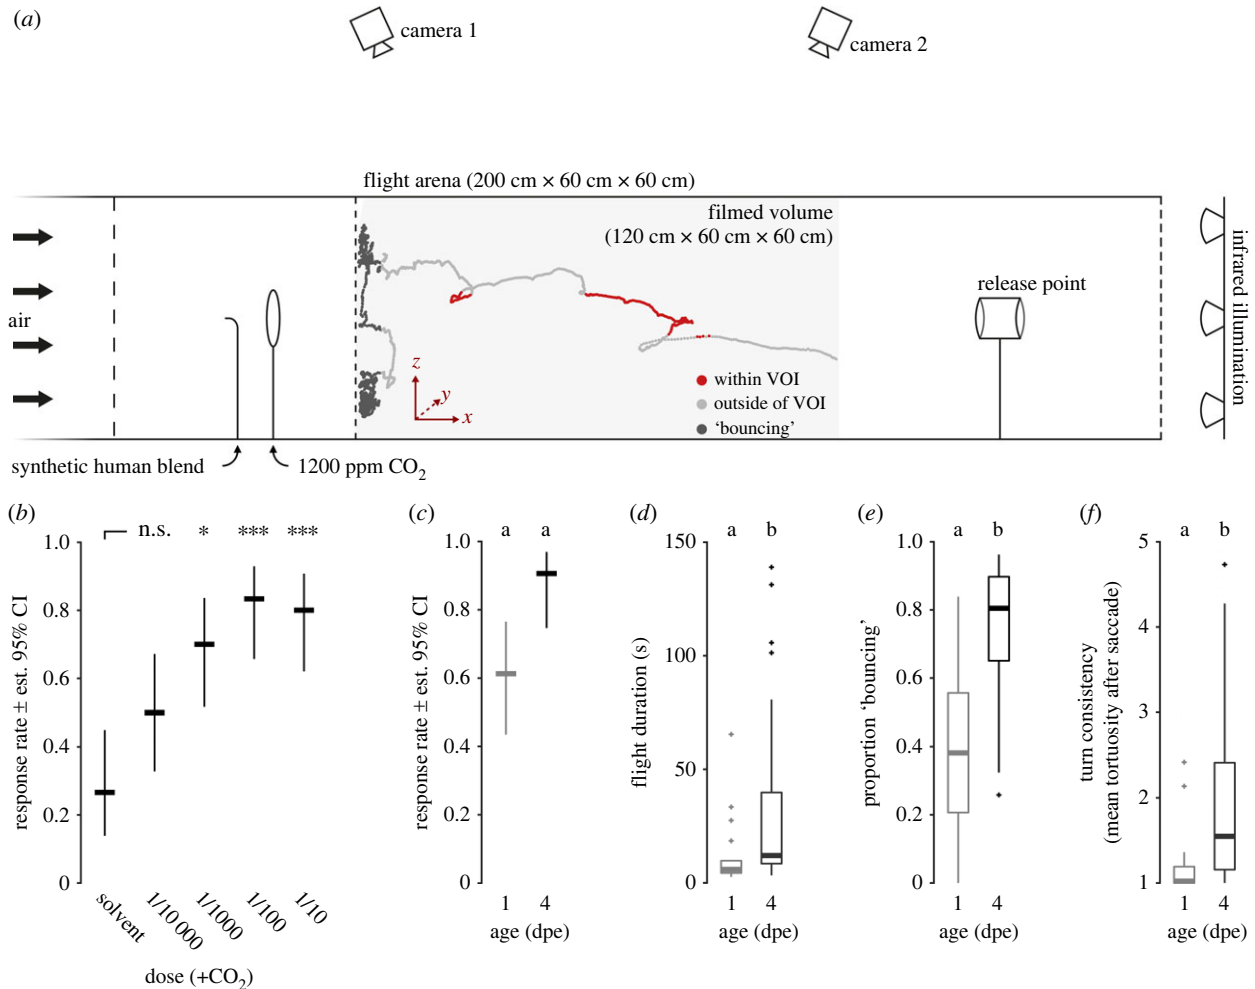 (a)
camera 1
camera 2
flight arena (200 cm × 60 cm × 60 cm)
filmed volume
(120 cm × 60 cm × 60 cm)
air
release point
infrared illumination
z
y
x
within VOI
outside of VOI
'bouncing'
synthetic human blend
1200 ppm CO₂
(b)
n.s.
*
***
***
response rate ± est. 95% CI
1.0
0.8
0.6
0.4
0.2
0
solvent
1/10 000
1/1000
1/100
1/10
dose (+CO₂)
(c)
a
a
response rate ± est. 95% CI
1.0
0.8
0.6
0.4
0.2
0
1
4
age (dpe)
(d)
a
b
flight duration (s)
150
100
50
0
1
4
age (dpe)
(e)
a
b
proportion 'bouncing'
1.0
0.8
0.6
0.4
0.2
0
1
4
age (dpe)
(f)
a
b
turn consistency
(mean tortuosity after saccade)
5
4
3
2
1
1
4
age (dpe)